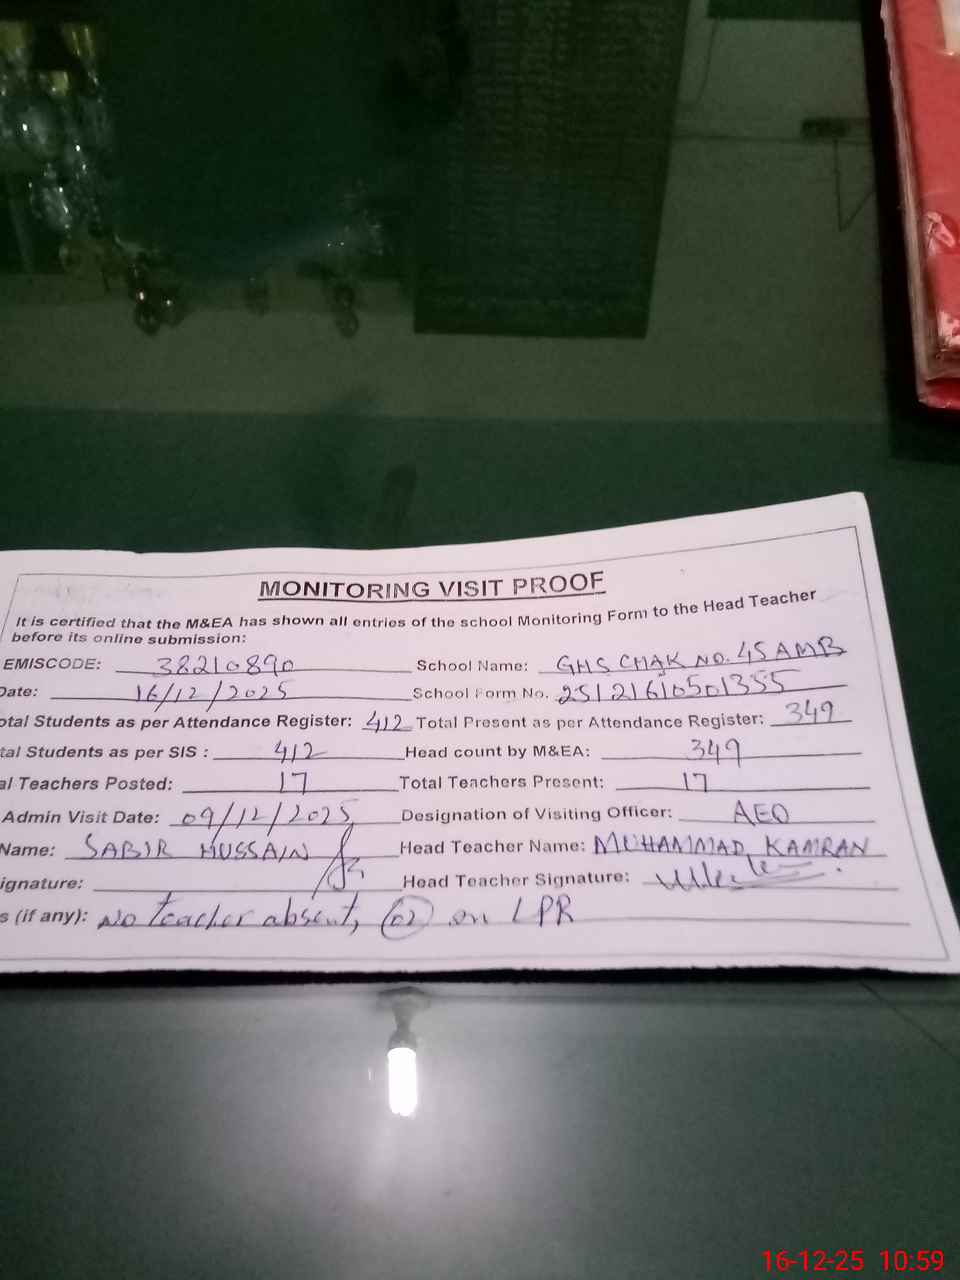 MONITORING VISIT PROOF
It is certified that the M&EA has shown all entries of the school Monitoring Form to the Head Teacher
before its online submission:
EMISCODE: 38210890 School Name: GHS CHAK NO. 45 AMB
Date: 16/12/2025 School Form No. 25121610501355
otal Students as per Attendance Register: 412 Total Present as per Attendance Register: 349
tal Students as per SIS : 412 Head count by M&EA: 349
al Teachers Posted: 17 Total Teachers Present: 17
Admin Visit Date: 09/12/2025 Designation of Visiting Officer: AEO
Name: SABIR HUSSAIN Head Teacher Name: MUHAMMAD KAMRAN
ignature: Head Teacher Signature:
s (if any): No teacher absent, (02) on LPR
16-12-25 10:59